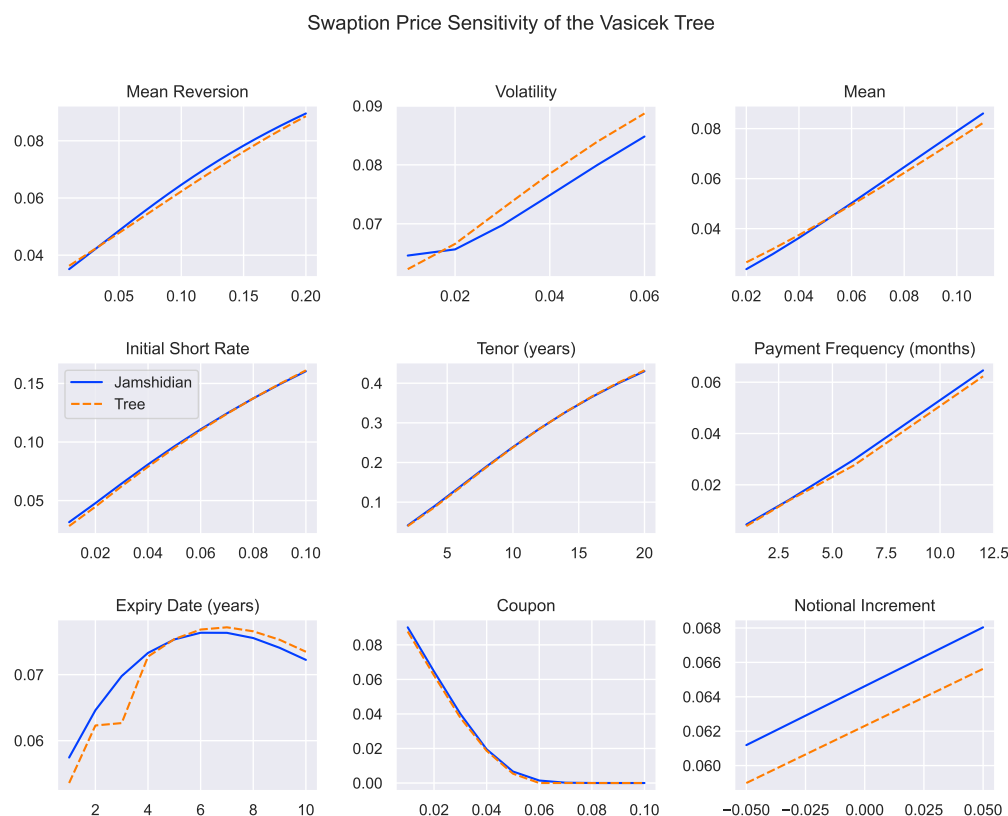 Swaption Price Sensitivity of the Vasicek Tree
Mean Reversion
0.08
0.06
0.04
0.05 0.10 0.15 0.20
Volatility
0.09
0.08
0.07
0.02 0.04 0.06
Mean
0.08
0.06
0.04
0.02 0.04 0.06 0.08 0.10
Initial Short Rate
Jamshidian
Tree
0.15
0.10
0.05
0.02 0.04 0.06 0.08 0.10
Tenor (years)
0.4
0.3
0.2
0.1
5 10 15 20
Payment Frequency (months)
0.06
0.04
0.02
2.5 5.0 7.5 10.0 12.5
Expiry Date (years)
0.07
0.06
2 4 6 8 10
Coupon
0.08
0.06
0.04
0.02
0.00
0.02 0.04 0.06 0.08 0.10
Notional Increment
0.068
0.066
0.064
0.062
0.060
−0.050 −0.025 0.000 0.025 0.050